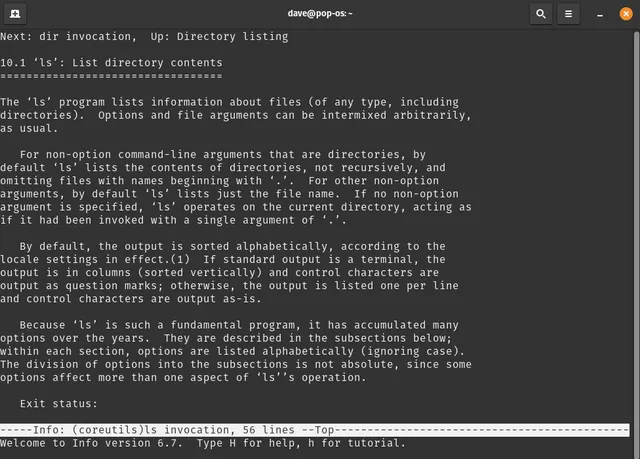 dave@pop-os: ~
Next: dir invocation,  Up: Directory listing
10.1 ‘ls’: List directory contents
==================================
The ‘ls’ program lists information about files (of any type, including
directories).  Options and file arguments can be intermixed arbitrarily,
as usual.
For non-option command-line arguments that are directories, by
default ‘ls’ lists the contents of directories, not recursively, and
omitting files with names beginning with ‘.’.  For other non-option
arguments, by default ‘ls’ lists just the file name.  If no non-option
argument is specified, ‘ls’ operates on the current directory, acting as
if it had been invoked with a single argument of ‘.’.
By default, the output is sorted alphabetically, according to the
locale settings in effect.(1)  If standard output is a terminal, the
output is in columns (sorted vertically) and control characters are
output as question marks; otherwise, the output is listed one per line
and control characters are output as-is.
Because ‘ls’ is such a fundamental program, it has accumulated many
options over the years.  They are described in the subsections below;
within each section, options are listed alphabetically (ignoring case).
The division of options into the subsections is not absolute, since some
options affect more than one aspect of ‘ls’’s operation.
Exit status:
-----Info: (coreutils)ls invocation, 56 lines --Top---------------------------------------------
Welcome to Info version 6.7.  Type H for help, h for tutorial.